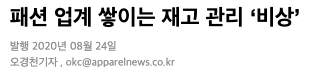 패션 업계 쌓이는 재고 관리 ‘비상’
발행 2020년 08월 24일
오경천기자 , okc@apparelnews.co.kr